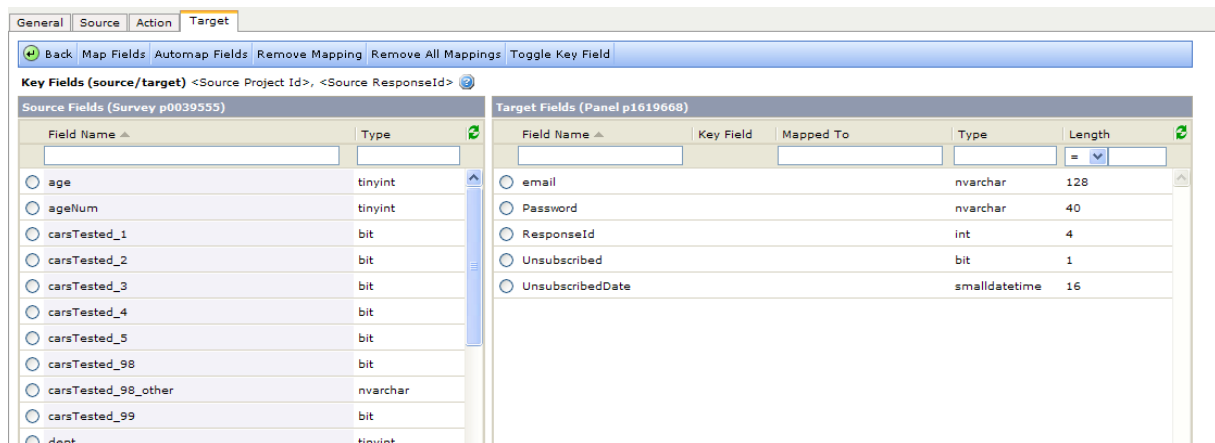 General Source Action Target
Back Map Fields Automap Fields Remove Mapping Remove All Mappings Toggle Key Field
Key Fields (source/target) <Source Project Id>, <Source ResponseId>
Source Fields (Survey p0039555) Target Fields (Panel p1619668)
Field Name Type Field Name Key Field Mapped To Type Length
=
age tinyint email nvarchar 128
ageNum tinyint Password nvarchar 40
carsTested_1 bit ResponseId int 4
carsTested_2 bit Unsubscribed bit 1
carsTested_3 bit UnsubscribedDate smalldatetime 16
carsTested_4 bit
carsTested_5 bit
carsTested_98 bit
carsTested_98_other nvarchar
carsTested_99 bit
dept tinyint